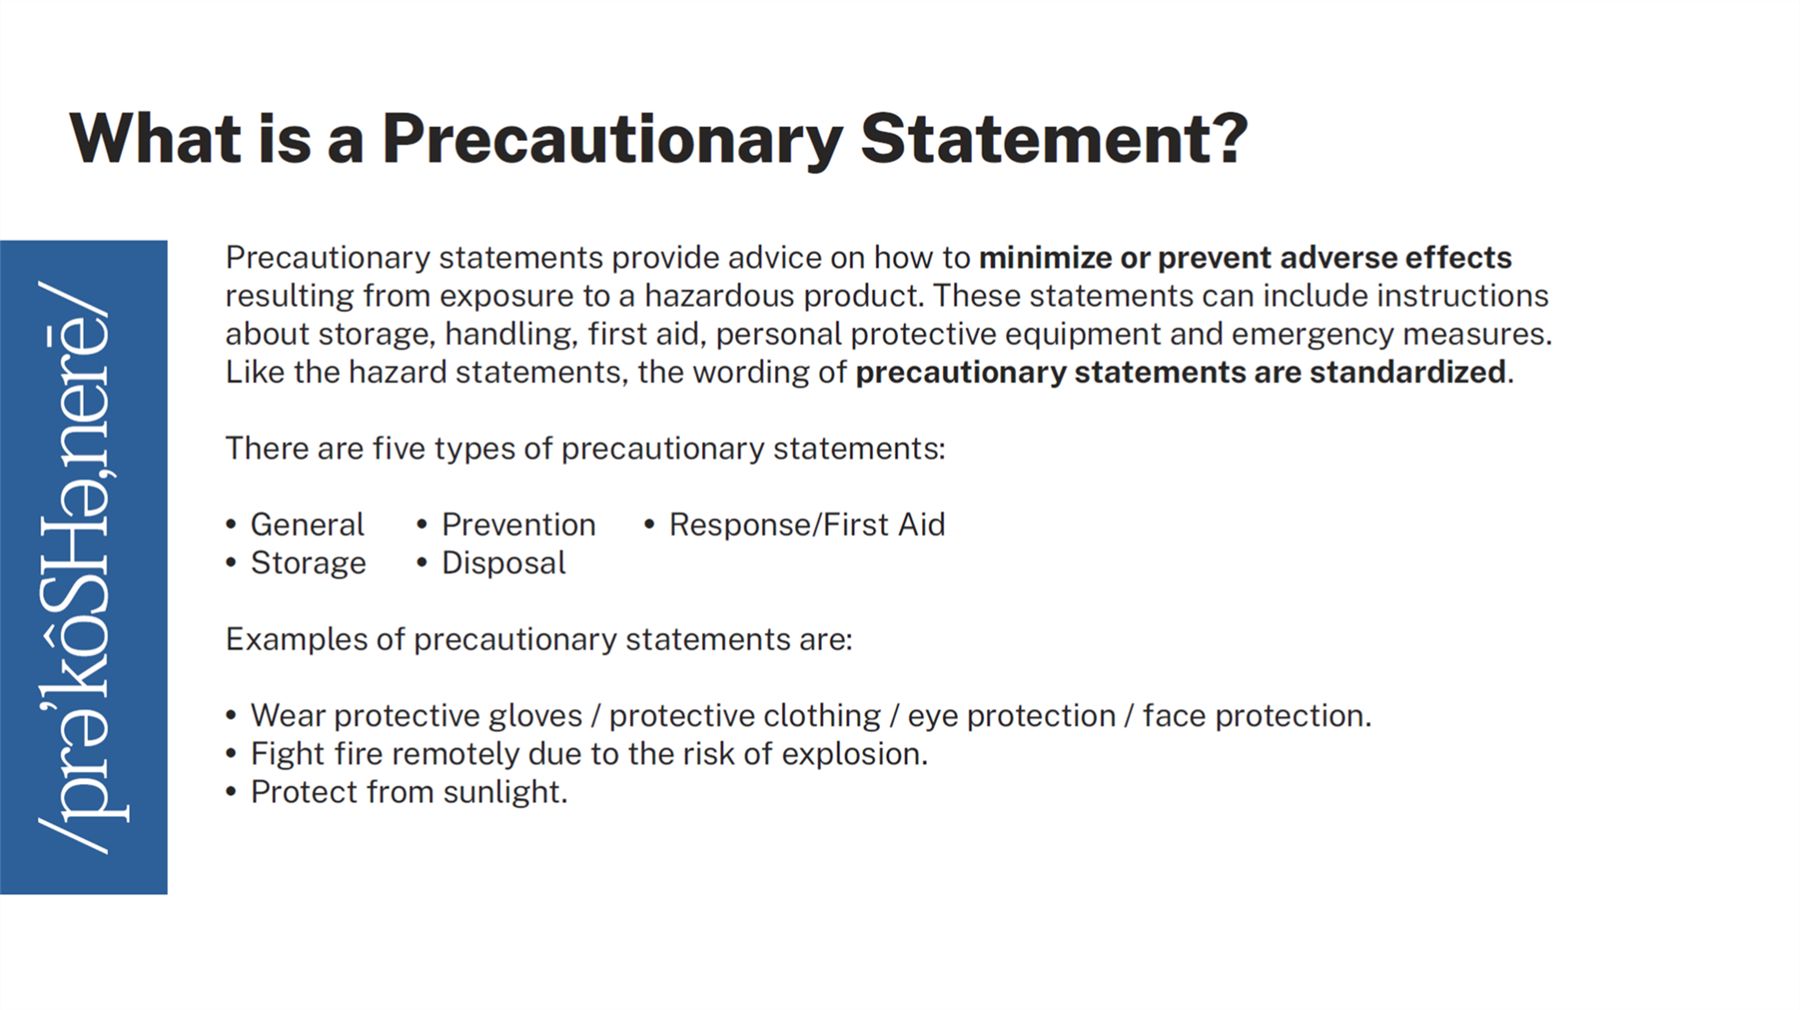 What is a Precautionary Statement?
/prəˈkôSHəˌnerē/
Precautionary statements provide advice on how to minimize or prevent adverse effects
resulting from exposure to a hazardous product. These statements can include instructions
about storage, handling, first aid, personal protective equipment and emergency measures.
Like the hazard statements, the wording of precautionary statements are standardized.
There are five types of precautionary statements:
• General • Prevention • Response/First Aid
• Storage • Disposal
Examples of precautionary statements are:
• Wear protective gloves / protective clothing / eye protection / face protection.
• Fight fire remotely due to the risk of explosion.
• Protect from sunlight.